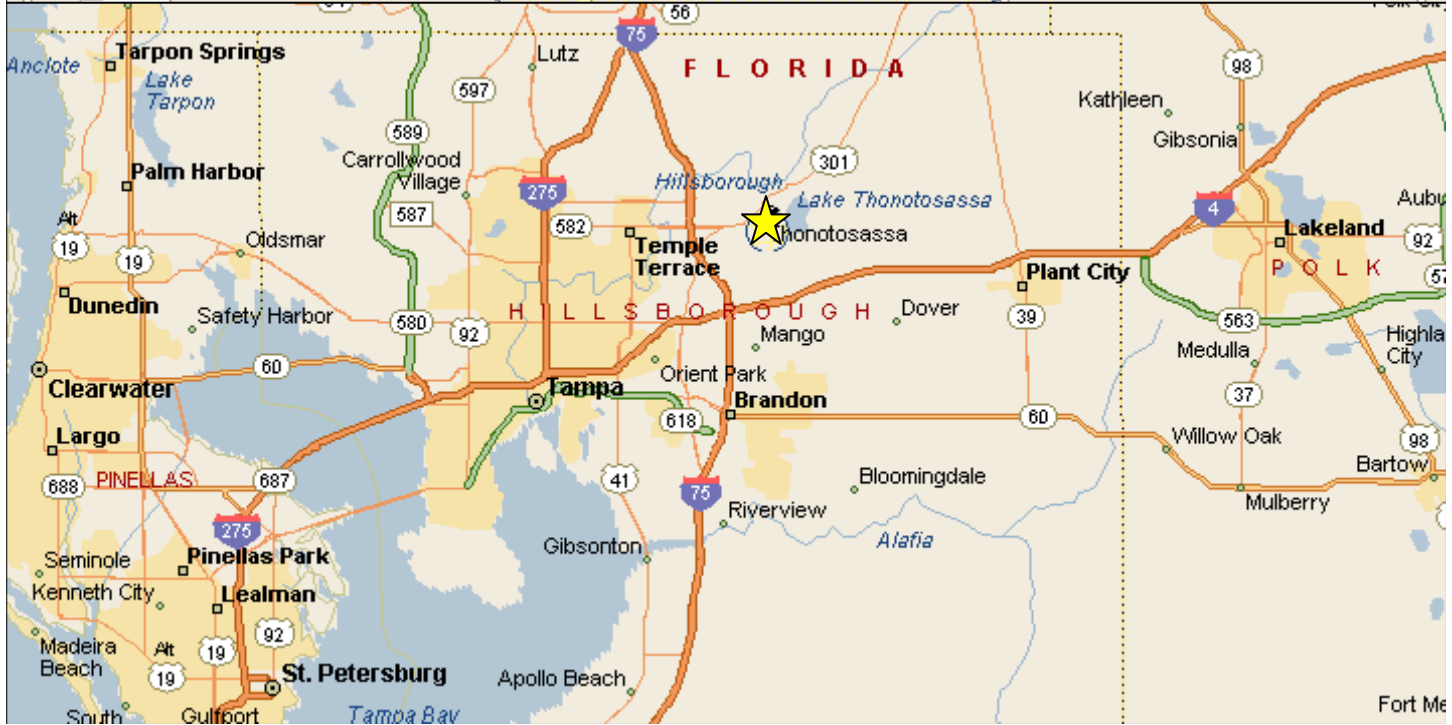 54
56
75
Tarpon Springs
Lutz
FLORIDA
Anclote
Lake
Tarpon
597
98
Kathleen
589
Gibsonia
Carrollwood
Village
301
Palm Harbor
Hillsborough
275
Lake Thonotosassa
4
Alt
19
587
582
Thonotosassa
Lakeland
92
Oldsmar
Temple
Terrace
19
Plant City
POLK
57
Dunedin
Safety Harbor
580
HILLSBOROUGH
Dover
39
563
92
Mango
Medulla
Highla
City
60
Orient Park
Clearwater
Tampa
Brandon
37
618
60
Largo
Willow Oak
98
688
PINELLAS
687
41
75
Bloomingdale
Bartow
Mulberry
275
Riverview
Alafia
Gibsonton
Pinellas Park
Seminole
Kenneth City
Lealman
92
Madeira
Beach
Alt
19
19
St. Petersburg
Apollo Beach
South
Gulfport
Tampa Bay
Fort Me